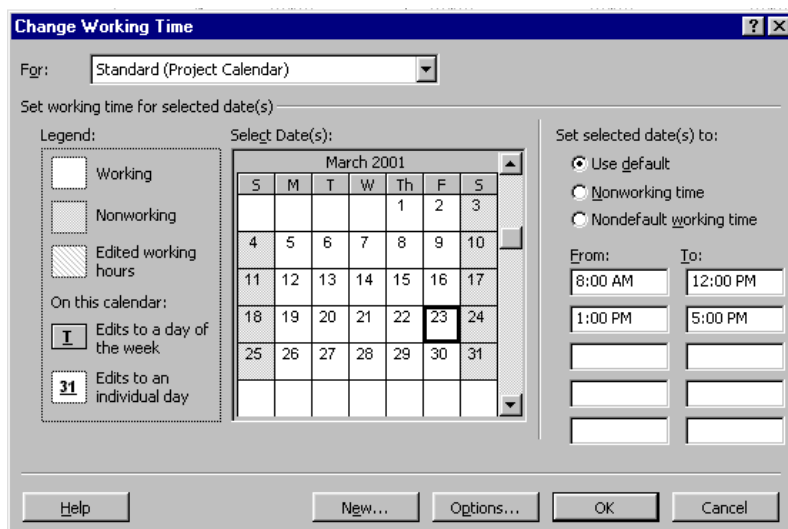 Change Working Time
For: Standard (Project Calendar)
Set working time for selected date(s)
Legend:
Working
Nonworking
Edited working
hours
On this calendar:
T Edits to a day of
the week
31 Edits to an
individual day
Select Date(s):
March 2001
S M T W Th F S
1 2 3
4 5 6 7 8 9 10
11 12 13 14 15 16 17
18 19 20 21 22 23 24
25 26 27 28 29 30 31
Set selected date(s) to:
Use default
Nonworking time
Nondefault working time
From: To:
8:00 AM 12:00 PM
1:00 PM 5:00 PM
Help New... Options... OK Cancel